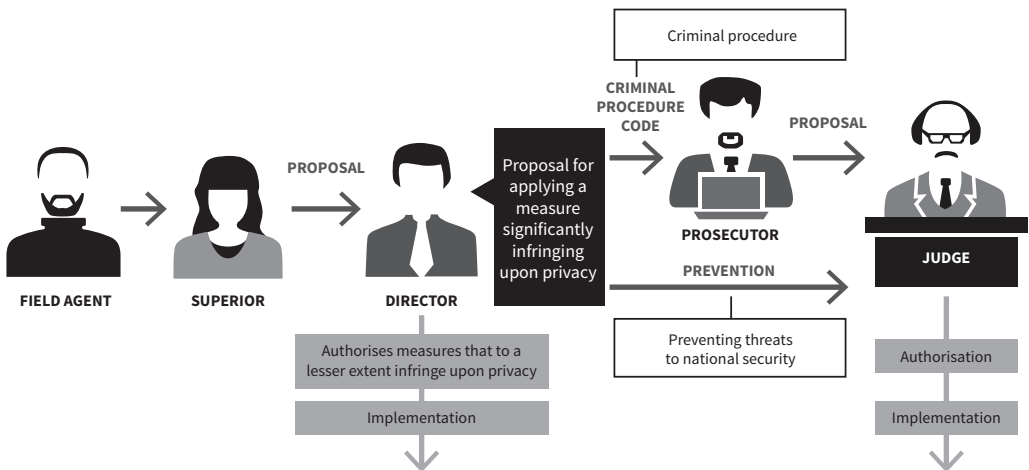 Criminal procedure
CRIMINAL
PROCEDURE
CODE
PROPOSAL
PROPOSAL
Proposal for
applying a
measure
significantly
infringing
upon privacy
PROSECUTOR
JUDGE
PREVENTION
FIELD AGENT
SUPERIOR
DIRECTOR
Preventing threats
to national security
Authorises measures that to a
lesser extent infringe upon privacy
Authorisation
Implementation
Implementation